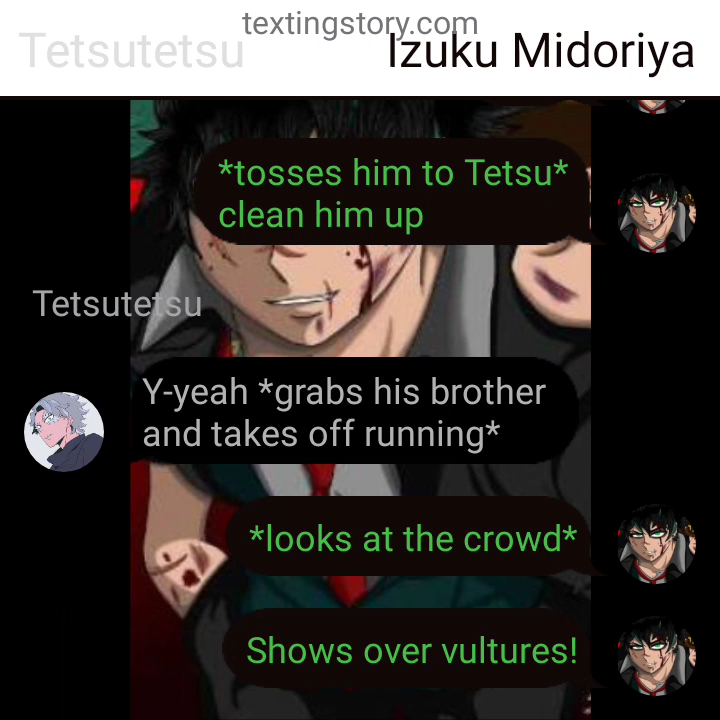 textingstory.com
Tetsutetsu Izuku Midoriya
*tosses him to Tetsu*
clean him up
Tetsutetsu
Y-yeah *grabs his brother
and takes off running*
*looks at the crowd*
Shows over vultures!